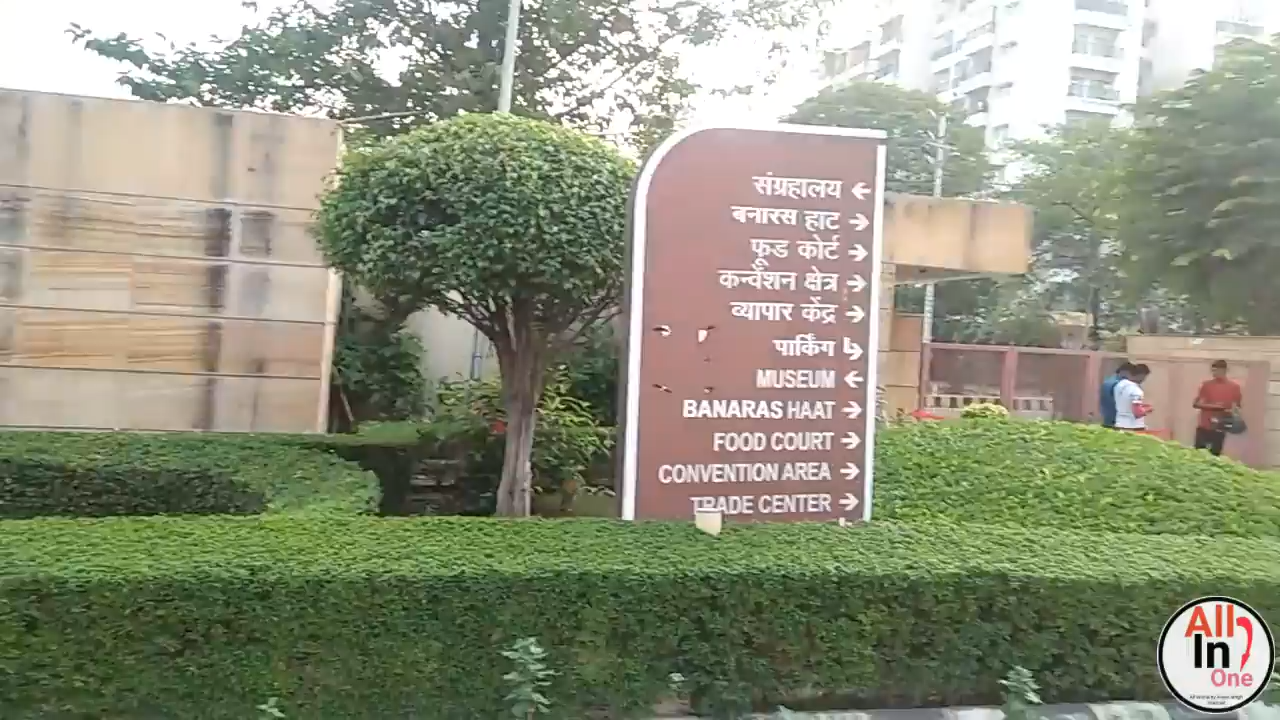 संग्रहालय ←
बनारस हाट →
फूड कोर्ट →
कन्वेंशन क्षेत्र →
व्यापार केंद्र →
पार्किंग ↳
MUSEUM ←
BANARAS HAAT →
FOOD COURT →
CONVENTION AREA →
TRADE CENTER →
All
In
One